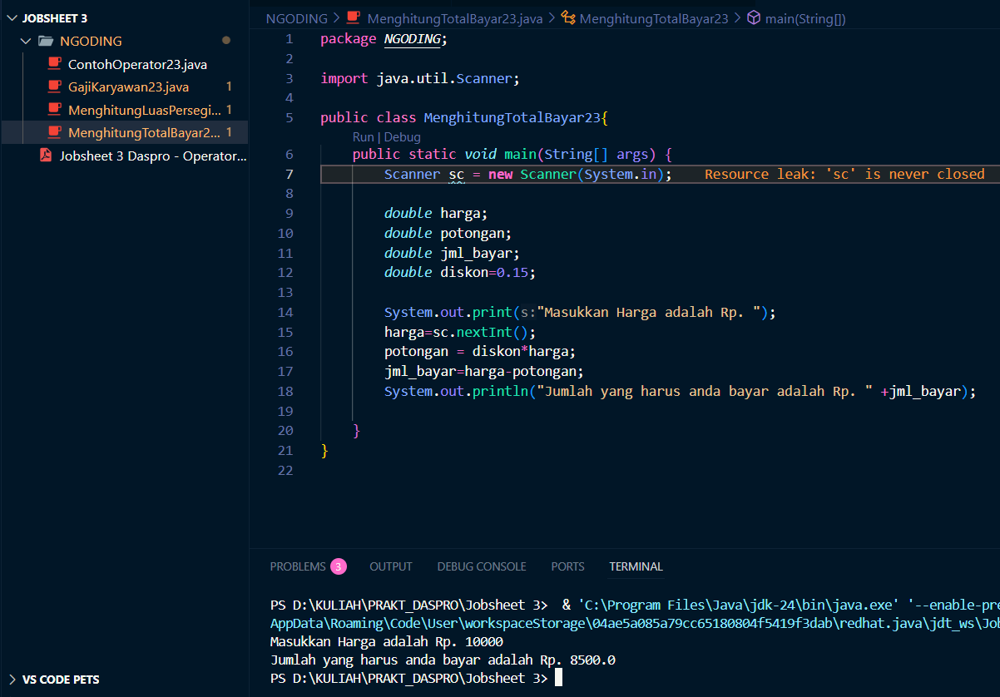 JOBSHEET 3
NGODING
ContohOperator23.java
GajiKaryawan23.java 1
MenghitungLuasPersegi... 1
MenghitungTotalBayar2... 1
Jobsheet 3 Daspro - Operator...
VS CODE PETS
NGODING > MenghitungTotalBayar23.java > MenghitungTotalBayar23 > main(String[])
1 package NGODING;
2
3 import java.util.Scanner;
4
5 public class MenghitungTotalBayar23{
Run | Debug
6 public static void main(String[] args) {
7 Scanner sc = new Scanner(System.in); Resource leak: 'sc' is never closed
8
9 double harga;
10 double potongan;
11 double jml_bayar;
12 double diskon=0.15;
13
14 System.out.print(s:"Masukkan Harga adalah Rp. ");
15 harga=sc.nextInt();
16 potongan = diskon*harga;
17 jml_bayar=harga-potongan;
18 System.out.println("Jumlah yang harus anda bayar adalah Rp. " +jml_bayar);
19
20 }
21 }
22
PROBLEMS 3 OUTPUT DEBUG CONSOLE PORTS TERMINAL
PS D:\KULIAH\PRAKT_DASPRO\Jobsheet 3> & 'C:\Program Files\Java\jdk-24\bin\java.exe' '--enable-pre
AppData\Roaming\Code\User\workspaceStorage\04ae5a085a79cc65180804f5419f3dab\redhat.java\jdt_ws\Job
Masukkan Harga adalah Rp. 10000
Jumlah yang harus anda bayar adalah Rp. 8500.0
PS D:\KULIAH\PRAKT_DASPRO\Jobsheet 3>